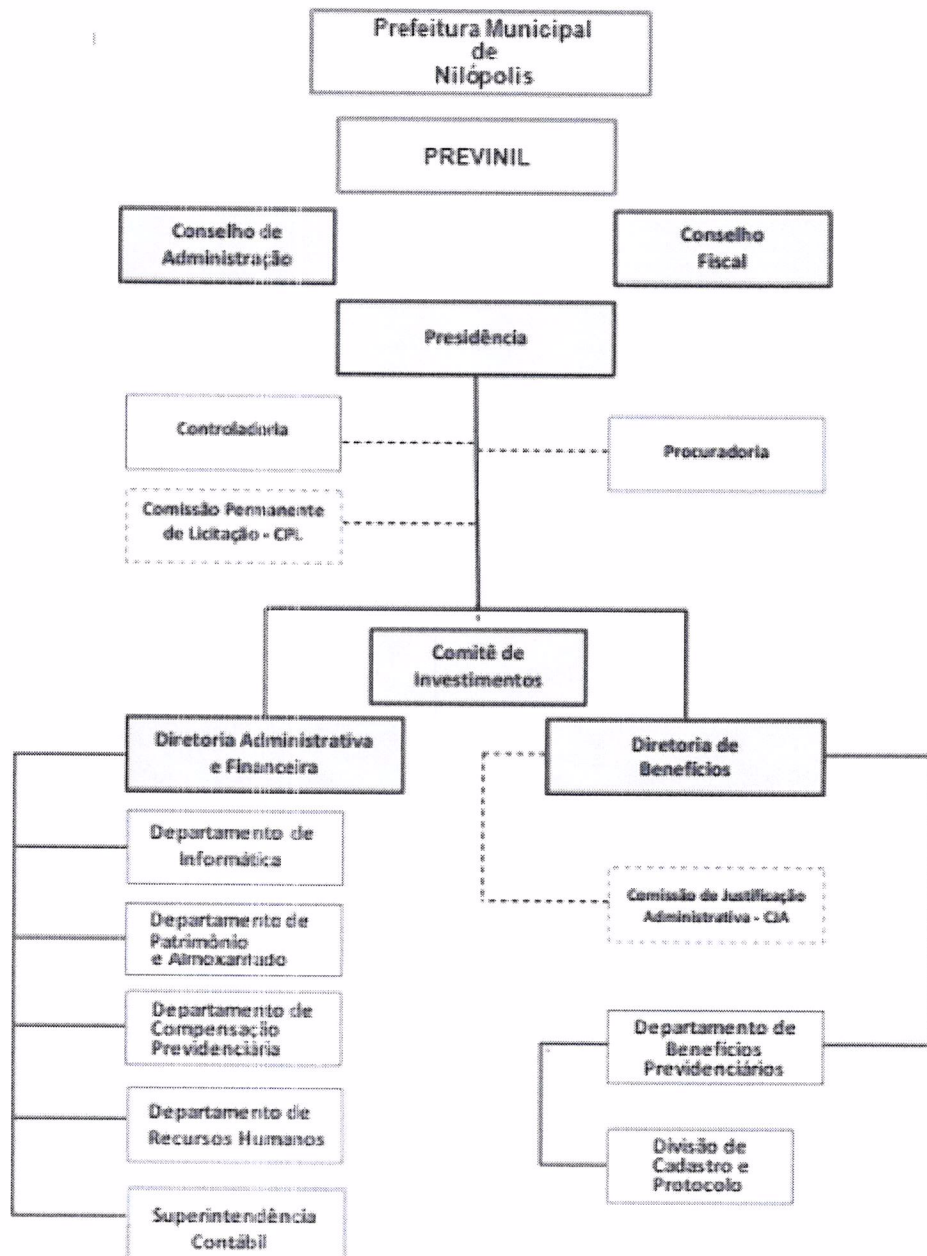 Prefeitura Municipal
de
Nilópolis
PREVINIL
Conselho de
Administração
Conselho
Fiscal
Presidência
Controladoria
Procuradoria
Comissão Permanente
de Licitação - CPL
Comitê de
Investimentos
Diretoria Administrativa
e Financeira
Diretoria de
Benefícios
Departamento de
Informática
Comissão de Justificação
Administrativa - CJA
Departamento de
Patrimônio
e Almoxarifado
Departamento de
Compensação
Previdenciária
Departamento de
Benefícios
Previdenciários
Departamento de
Recursos Humanos
Divisão de
Cadastro e
Protocolo
Superintendência
Contábil